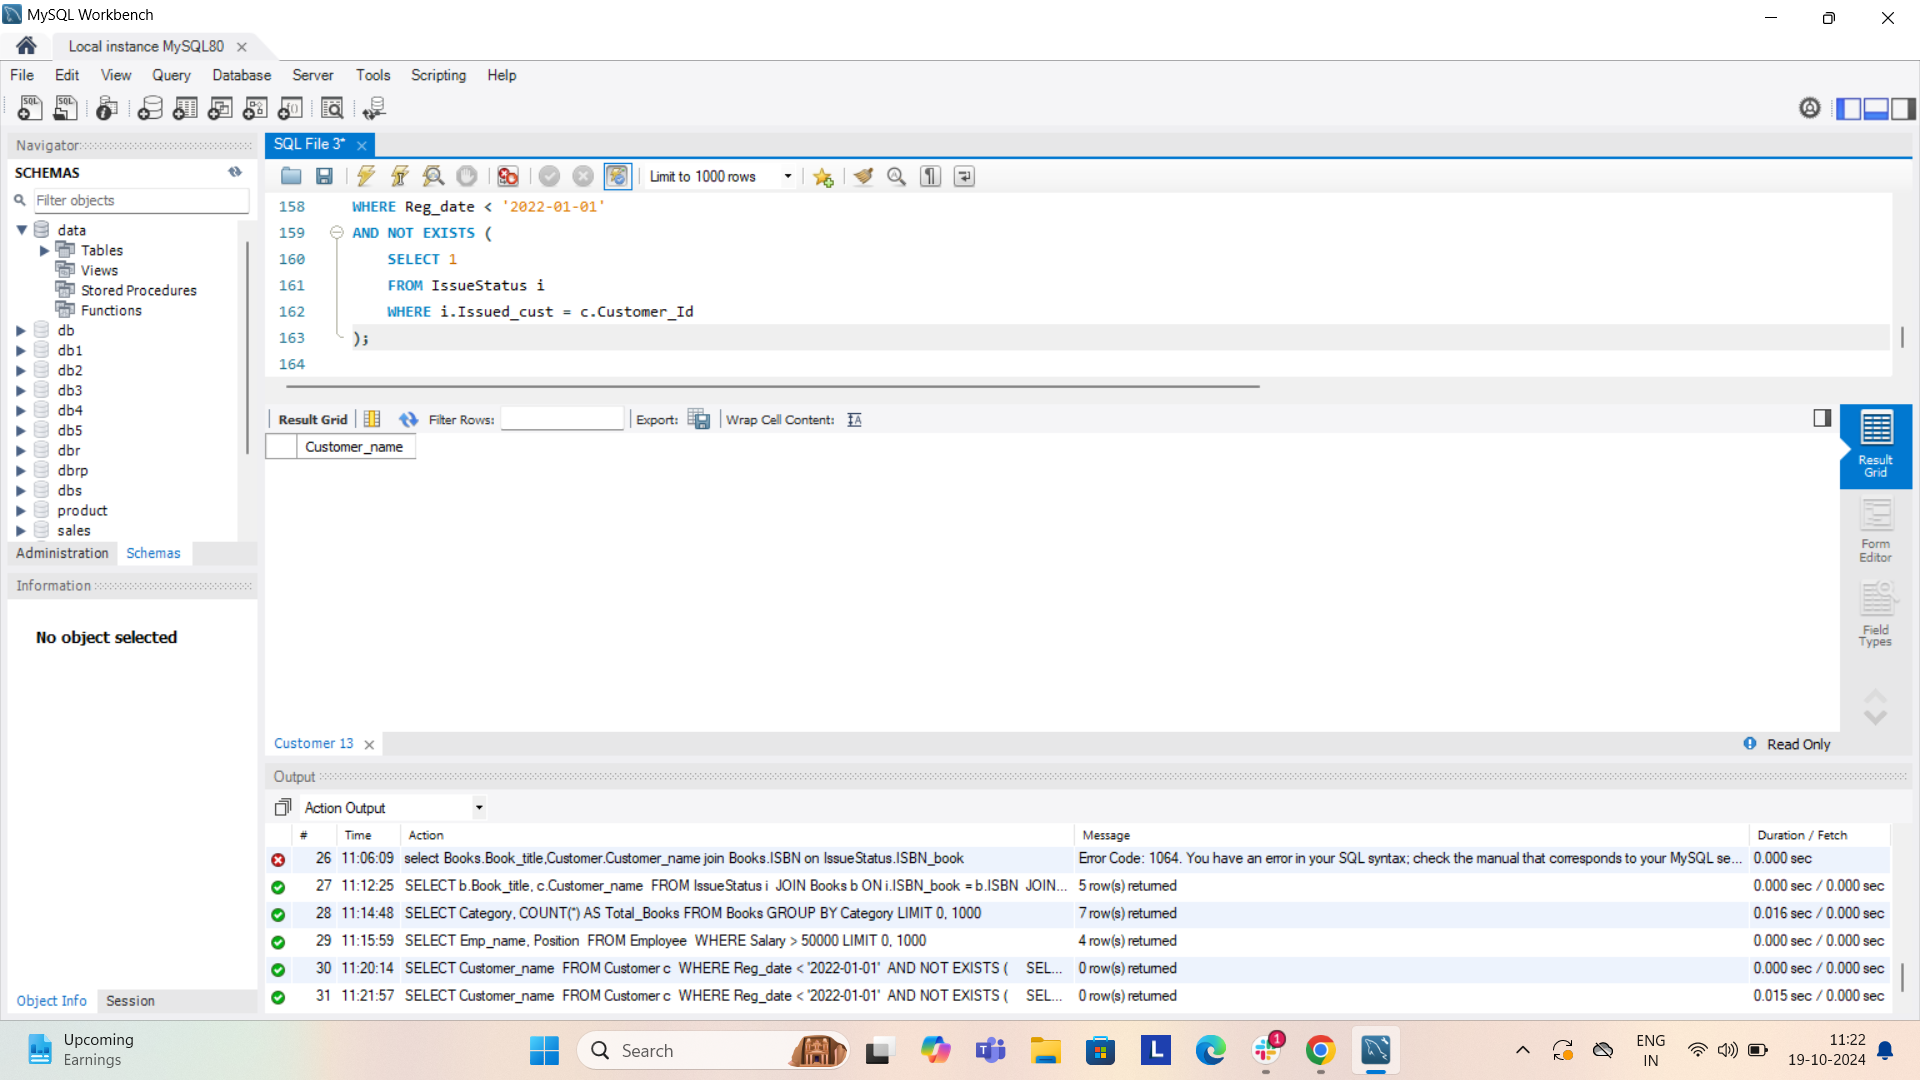 MySQL Workbench
Local instance MySQL80
File Edit View Query Database Server Tools Scripting Help
Navigator
SCHEMAS
Filter objects
data
Tables
Views
Stored Procedures
Functions
db
db1
db2
db3
db4
db5
dbr
dbrp
dbs
product
sales
Administration Schemas
Information
No object selected
Object Info Session
SQL File 3*
Limit to 1000 rows
158 WHERE Reg_date < '2022-01-01'
159 AND NOT EXISTS (
160 SELECT 1
161 FROM IssueStatus i
162 WHERE i.Issued_cust = c.Customer_Id
163 );
164
Result Grid Filter Rows: Export: Wrap Cell Content:
Customer_name
Result
Grid
Form
Editor
Field
Types
Customer 13
Read Only
Output
Action Output
# Time Action Message Duration / Fetch
26 11:06:09 select Books.Book_title,Customer.Customer_name join Books.ISBN on IssueStatus.ISBN_book Error Code: 1064. You have an error in your SQL syntax; check the manual that corresponds to your MySQL se... 0.000 sec
27 11:12:25 SELECT b.Book_title, c.Customer_name FROM IssueStatus i JOIN Books b ON i.ISBN_book = b.ISBN JOIN... 5 row(s) returned 0.000 sec / 0.000 sec
28 11:14:48 SELECT Category, COUNT(*) AS Total_Books FROM Books GROUP BY Category LIMIT 0, 1000 7 row(s) returned 0.016 sec / 0.000 sec
29 11:15:59 SELECT Emp_name, Position FROM Employee WHERE Salary > 50000 LIMIT 0, 1000 4 row(s) returned 0.000 sec / 0.000 sec
30 11:20:14 SELECT Customer_name FROM Customer c WHERE Reg_date < '2022-01-01' AND NOT EXISTS ( SEL... 0 row(s) returned 0.000 sec / 0.000 sec
31 11:21:57 SELECT Customer_name FROM Customer c WHERE Reg_date < '2022-01-01' AND NOT EXISTS ( SEL... 0 row(s) returned 0.015 sec / 0.000 sec
Upcoming
Earnings
Search
L
1
ENG
IN
11:22
19-10-2024